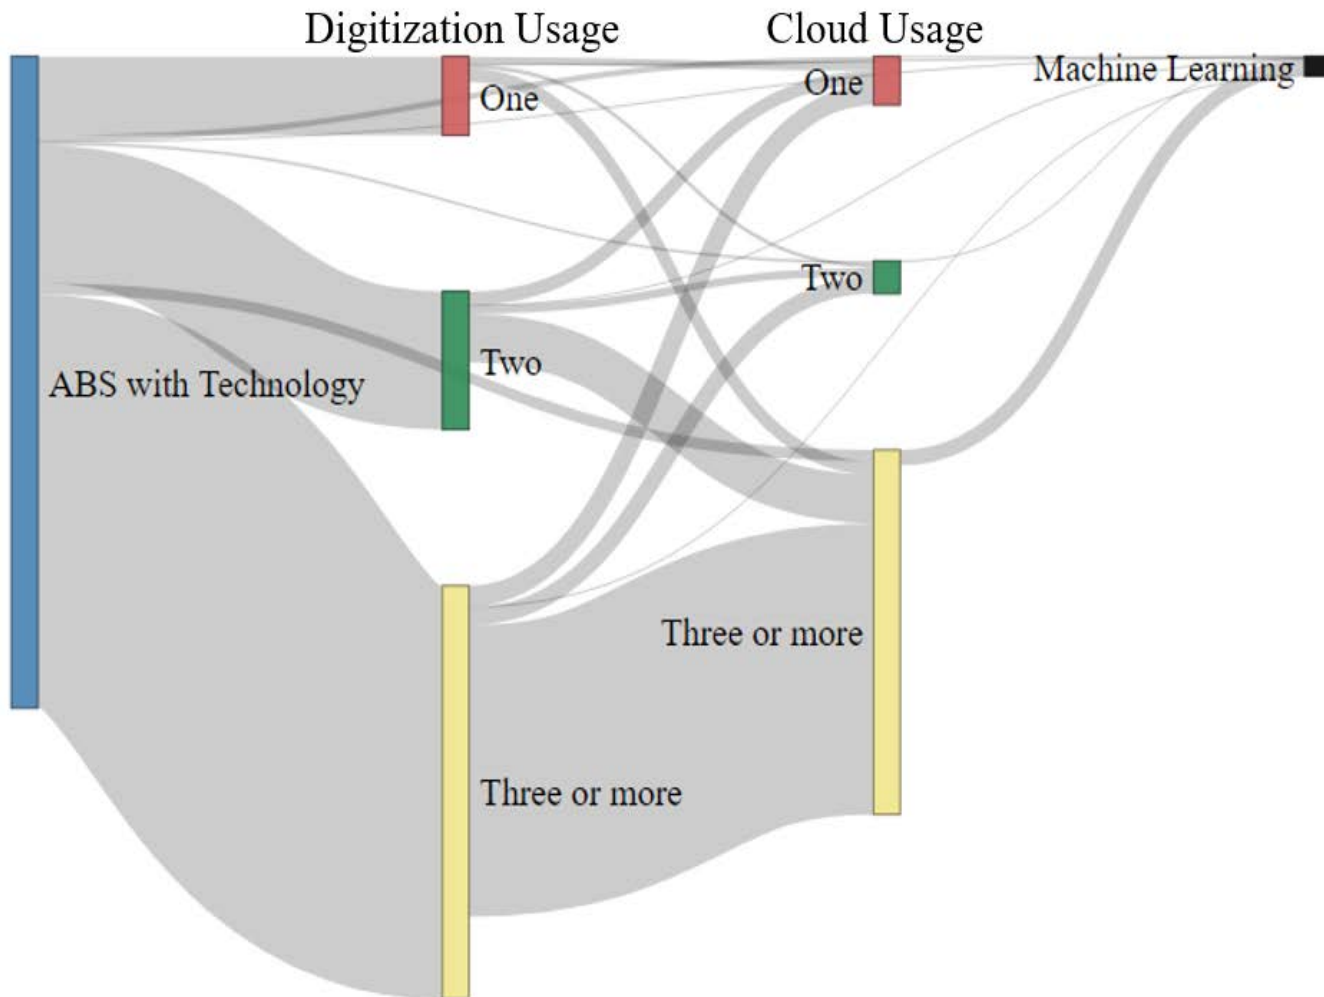 Digitization Usage
Cloud Usage
One
One
Machine Learning
Two
ABS with Technology
Two
Three or more
Three or more